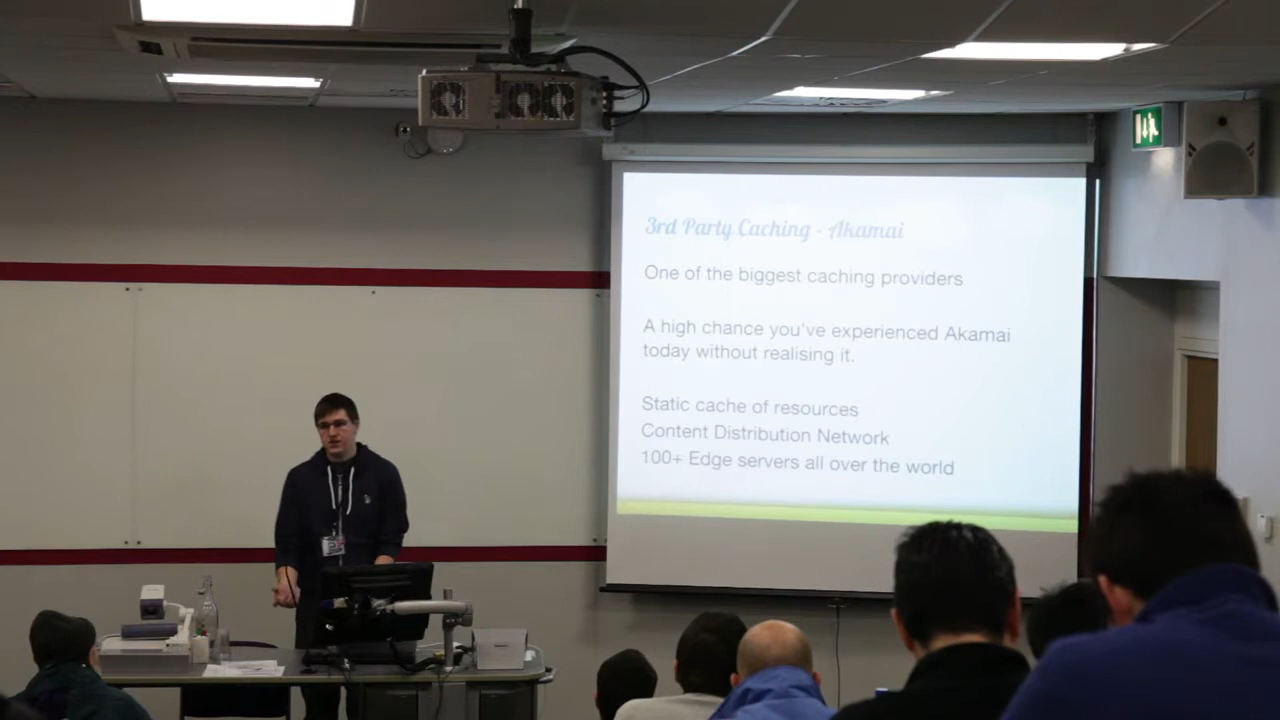 3rd Party Caching - Akamai
One of the biggest caching providers
A high chance you've experienced Akamai
today without realising it.
Static cache of resources
Content Distribution Network
100+ Edge servers all over the world